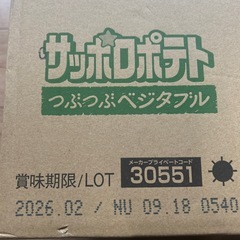 サッポロポテト
つぶつぶベジタブル
メーカープライベートコード
賞味期限/LOT 30551
2026.02 / NU 09.18 0540